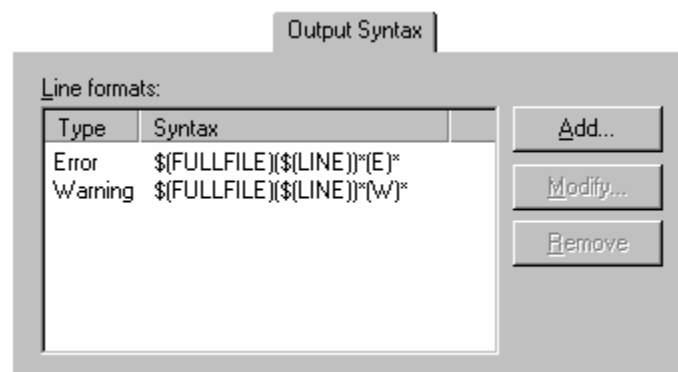 Output Syntax
Line formats:
Type Syntax
Error $(FULLFILE)($(LINE))*(E)*
Warning $(FULLFILE)($(LINE))*(W)*
Add...
Modify...
Remove